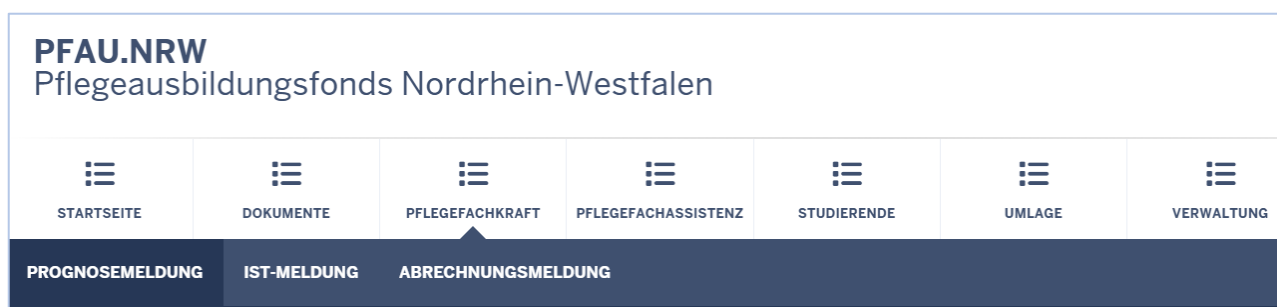 PFAU.NRW
Pflegeausbildungsfonds Nordrhein-Westfalen
STARTSEITE DOKUMENTE PFLEGEFACHKRAFT PFLEGEFACHASSISTENZ STUDIERENDE UMLAGE VERWALTUNG
PROGNOSEMELDUNG IST-MELDUNG ABRECHNUNGSMELDUNG